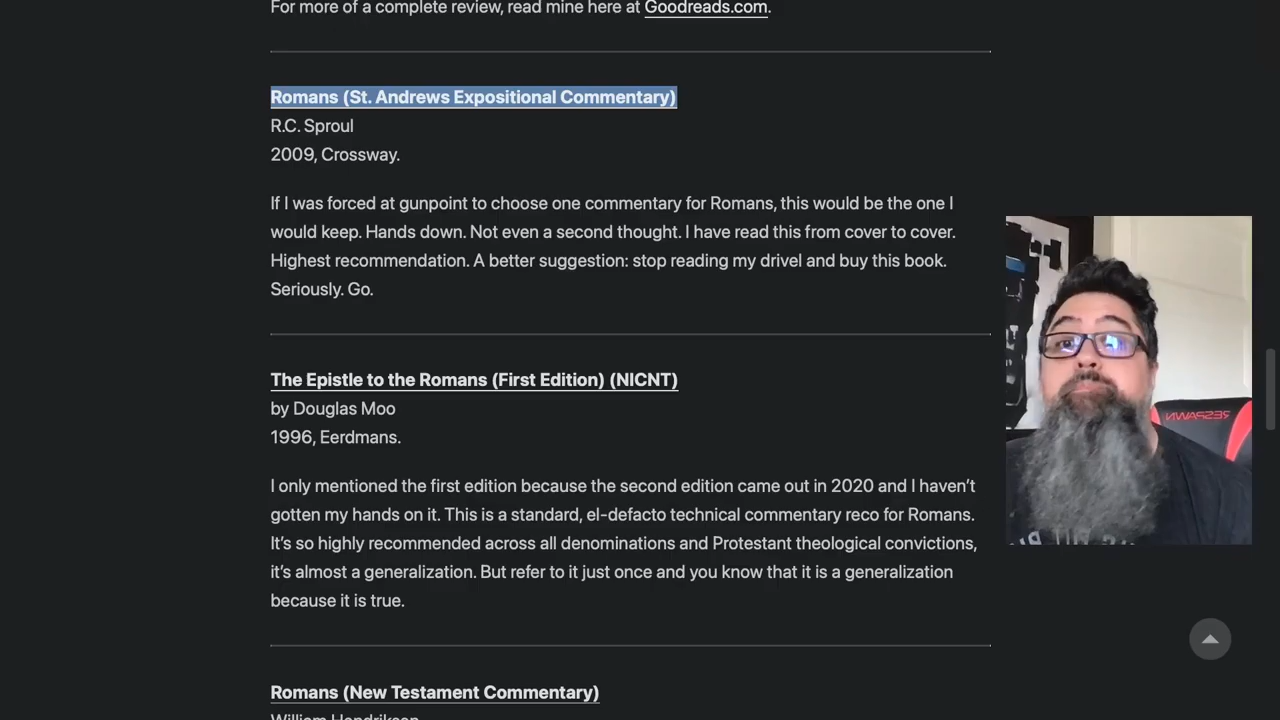 For more of a complete review, read mine here at Goodreads.com.
Romans (St. Andrews Expositional Commentary)
R.C. Sproul
2009, Crossway.
If I was forced at gunpoint to choose one commentary for Romans, this would be the one I
would keep. Hands down. Not even a second thought. I have read this from cover to cover.
Highest recommendation. A better suggestion: stop reading my drivel and buy this book.
Seriously. Go.
The Epistle to the Romans (First Edition) (NICNT)
by Douglas Moo
1996, Eerdmans.
I only mentioned the first edition because the second edition came out in 2020 and I haven’t
gotten my hands on it. This is a standard, el-defacto technical commentary reco for Romans.
It’s so highly recommended across all denominations and Protestant theological convictions,
it’s almost a generalization. But refer to it just once and you know that it is a generalization
because it is true.
Romans (New Testament Commentary)
William Hendriksen
RESPAWN